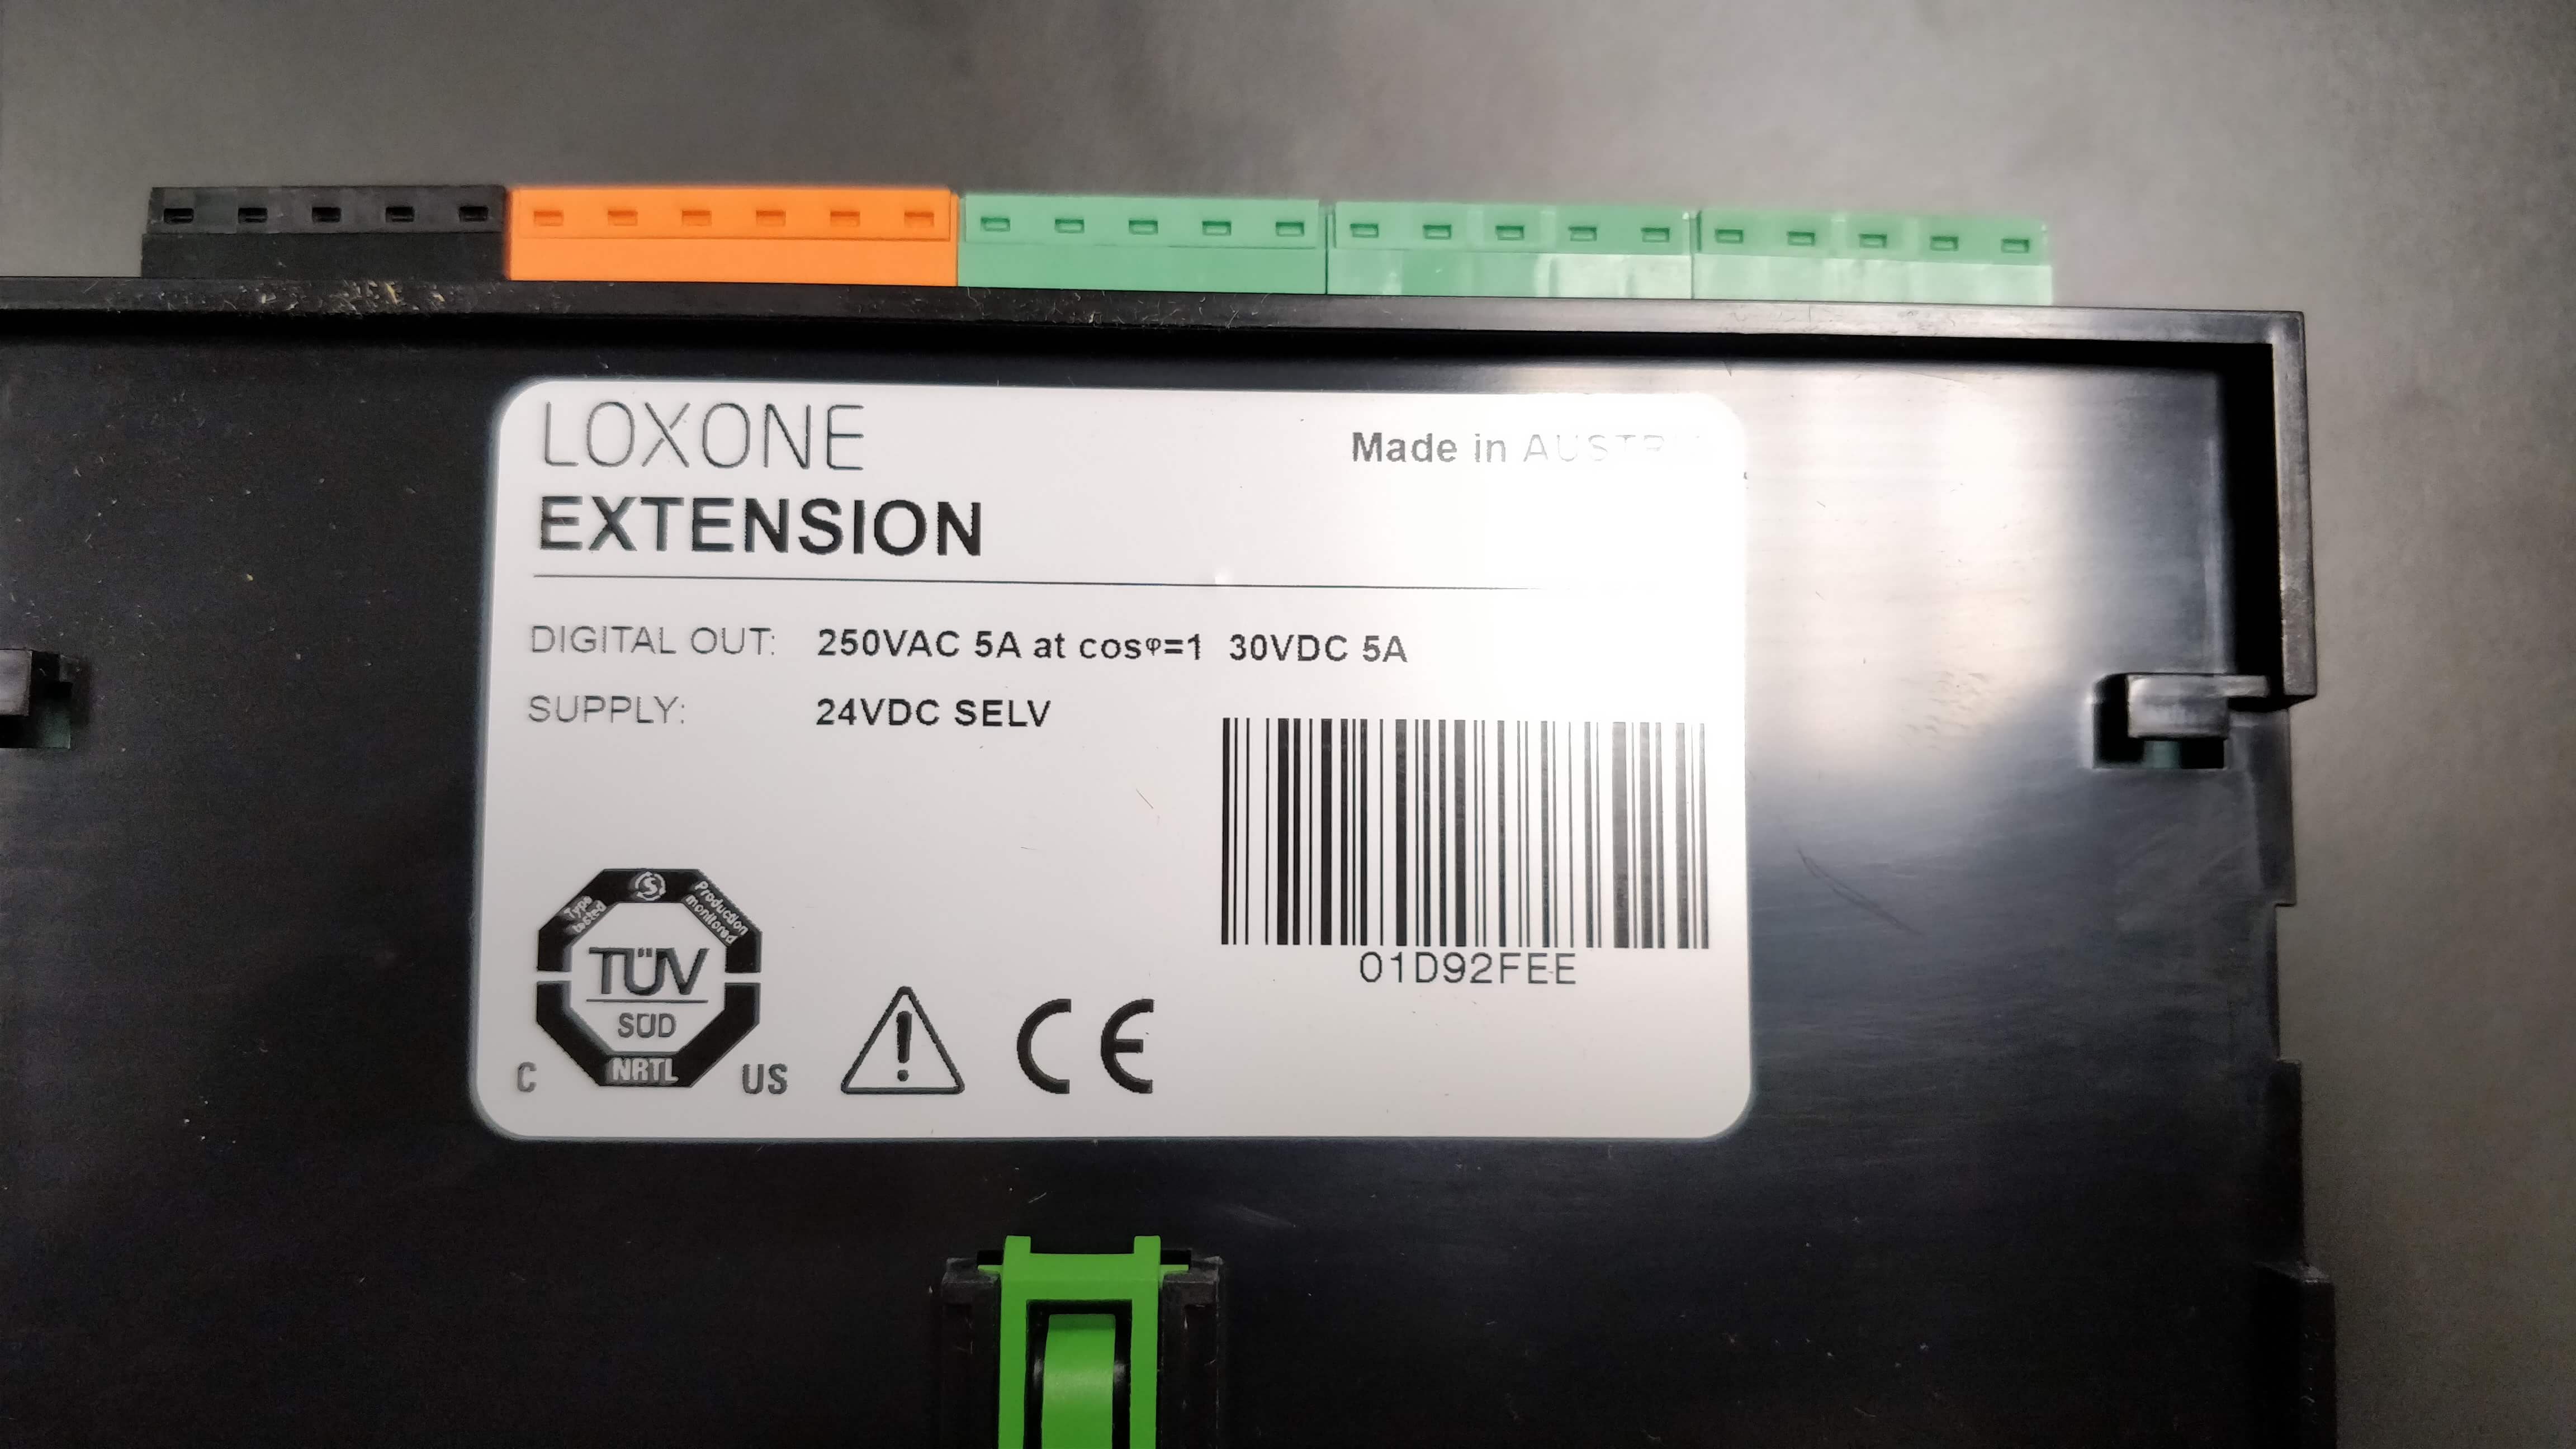 LOXONE
Made in AUSTR
EXTENSION
DIGITAL OUT: 250VAC 5A at cosφ=1 30VDC 5A
SUPPLY: 24VDC SELV
01D92FEE
Type tested
Production monitored
TÜV
SÜD
NRTL
C US
CE